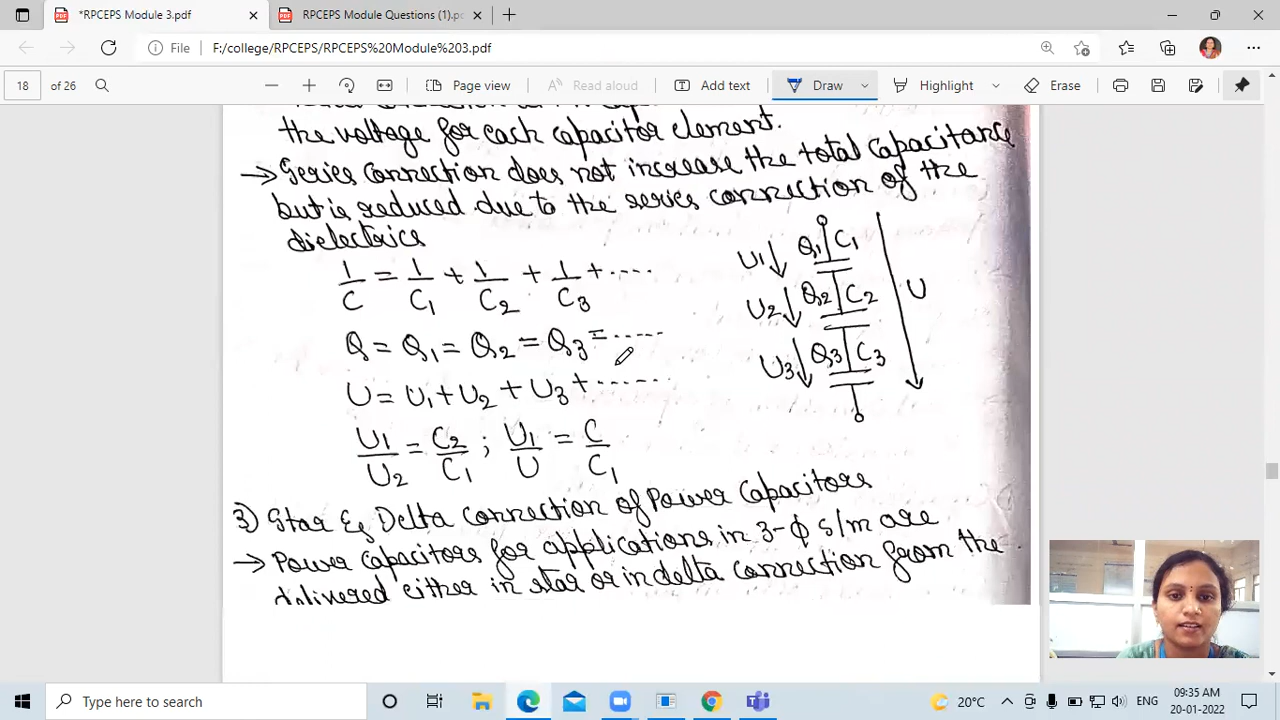 *RPCEPS Module 3.pdf
RPCEPS Module Questions (1).pc
File
F:/college/RPCEPS/RPCEPS%20Module%203.pdf
18 of 26
Page view
Read aloud
Add text
Draw
Highlight
Erase
the voltage for each capacitor element.
→ Series connection does not increase the total capacitance
but is reduced due to the series connection of the
dielectrics
1/C = 1/C1 + 1/C2 + 1/C3 + ....
Q = Q1 = Q2 = Q3 = ......
U = U1 + U2 + U3 + ......
U1/U2 = C2/C1 ; U1/U = C/C1
U1 Q1 C1
U2 Q2 C2 U
U3 Q3 C3
3) Star & Delta connection of Power Capacitors
→ Power capacitors for applications in 3-ϕ s/m are
delivered either in star or in delta connection from the
Type here to search
20°C
ENG
09:35 AM
20-01-2022